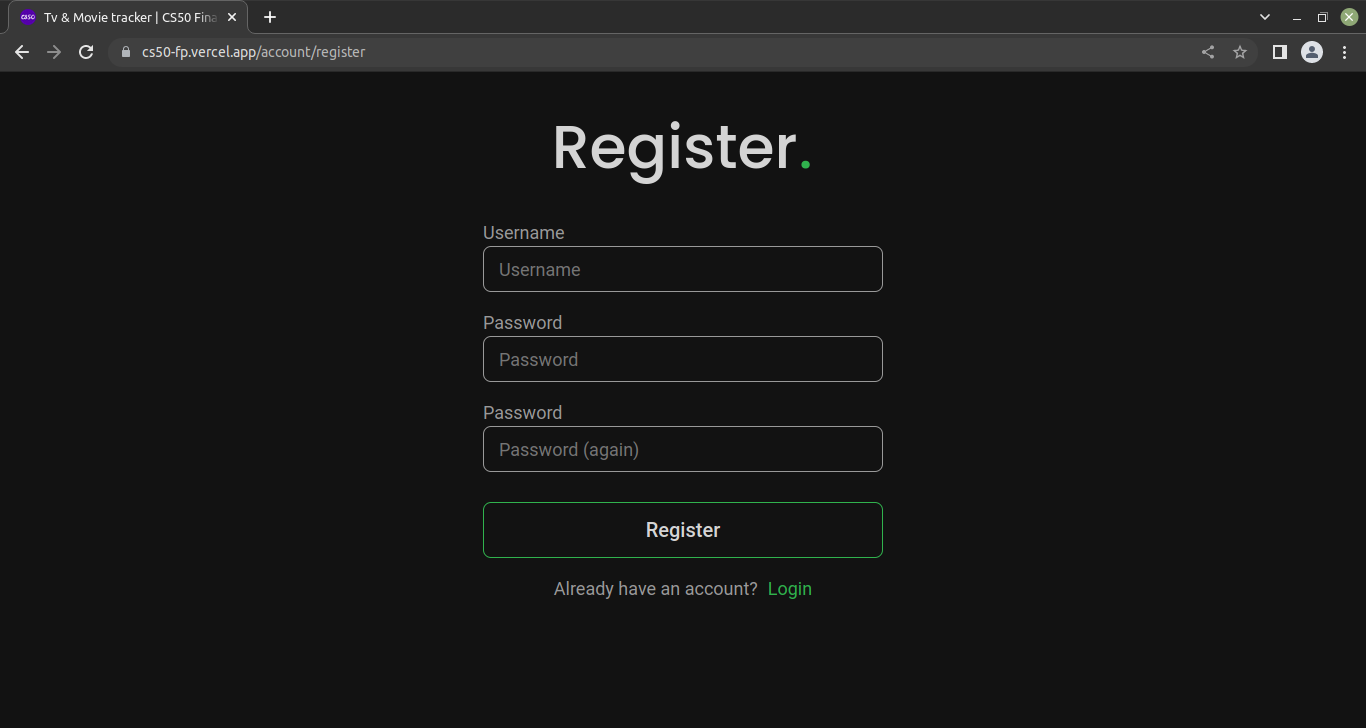 cs50 Tv & Movie tracker | CS50 Fina
cs50-fp.vercel.app/account/register
Register.
Username
Username
Password
Password
Password
Password (again)
Register
Already have an account? Login